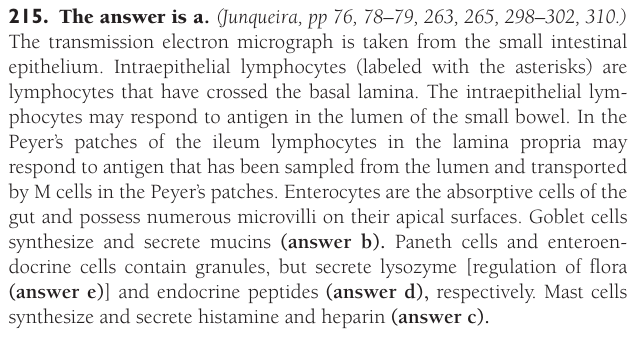 215. The answer is a. (Junqueira, pp 76, 78–79, 263, 265, 298–302, 310.)
The transmission electron micrograph is taken from the small intestinal
epithelium. Intraepithelial lymphocytes (labeled with the asterisks) are
lymphocytes that have crossed the basal lamina. The intraepithelial lym-
phocytes may respond to antigen in the lumen of the small bowel. In the
Peyer's patches of the ileum lymphocytes in the lamina propria may
respond to antigen that has been sampled from the lumen and transported
by M cells in the Peyer's patches. Enterocytes are the absorptive cells of the
gut and possess numerous microvilli on their apical surfaces. Goblet cells
synthesize and secrete mucins (answer b). Paneth cells and enteroen-
docrine cells contain granules, but secrete lysozyme [regulation of flora
(answer e)] and endocrine peptides (answer d), respectively. Mast cells
synthesize and secrete histamine and heparin (answer c).